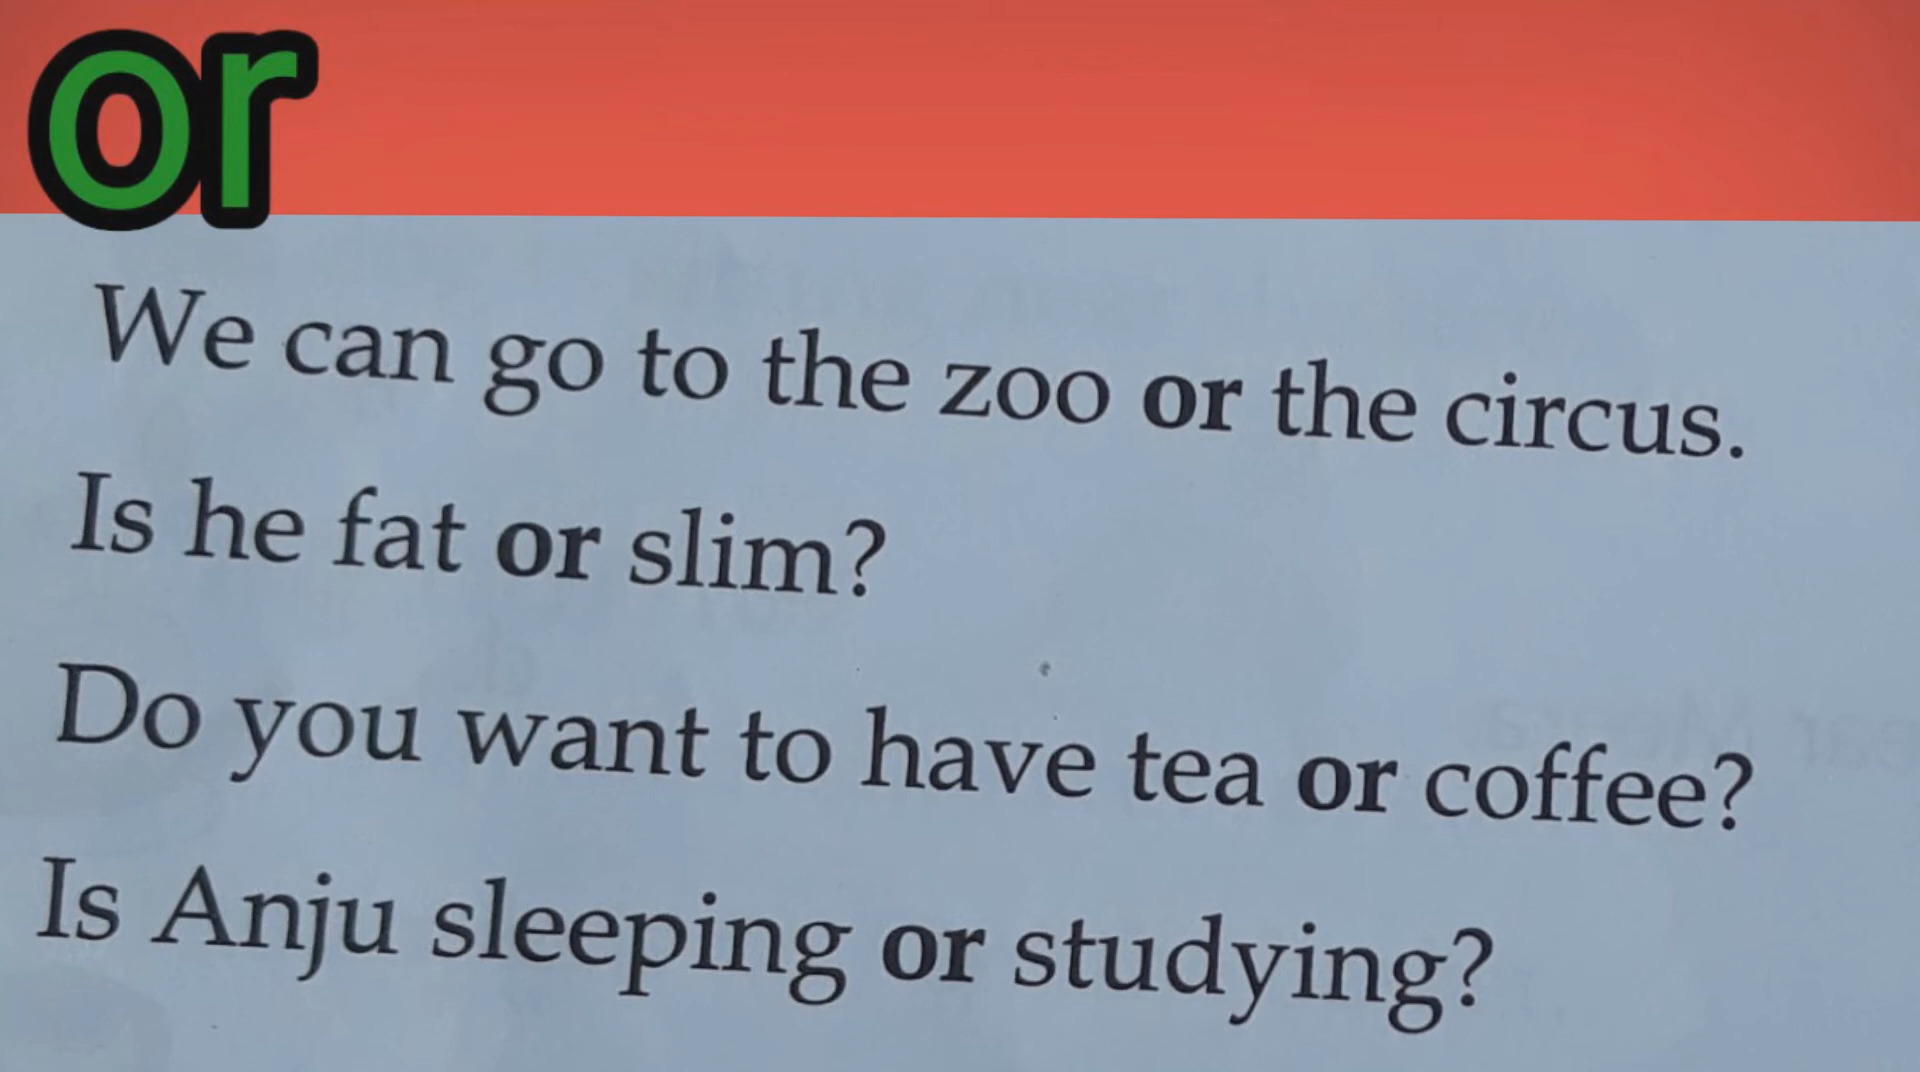 or
We can go to the zoo or the circus.
Is he fat or slim?
Do you want to have tea or coffee?
Is Anju sleeping or studying?